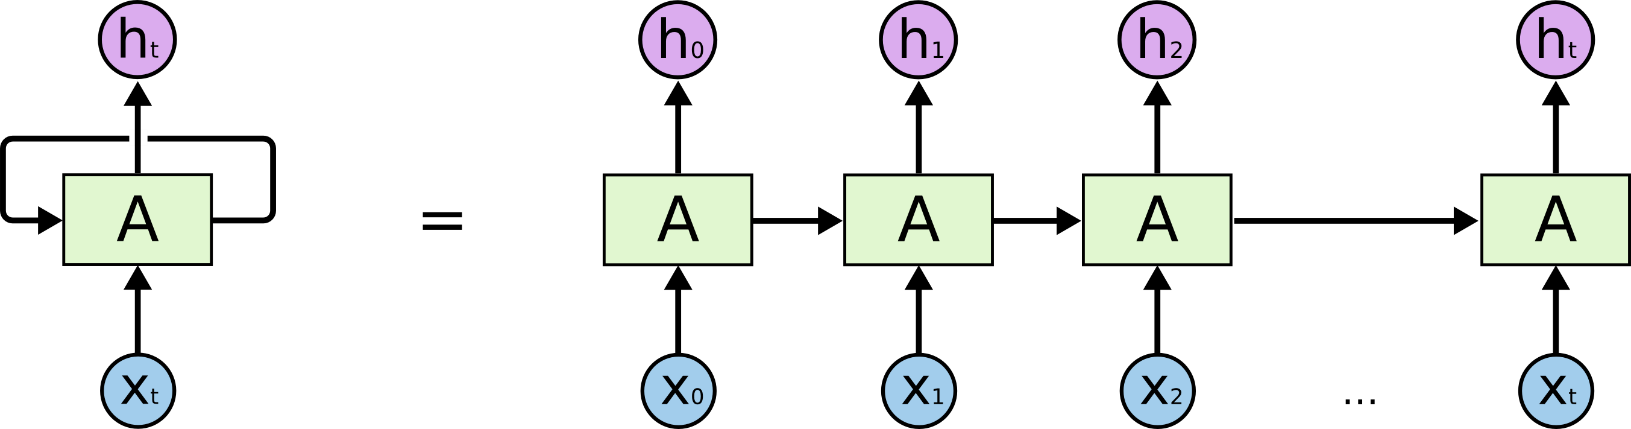 hₜ h₀ h₁ h₂ hₜ
A = A A A A
xₜ x₀ x₁ x₂ ... xₜ